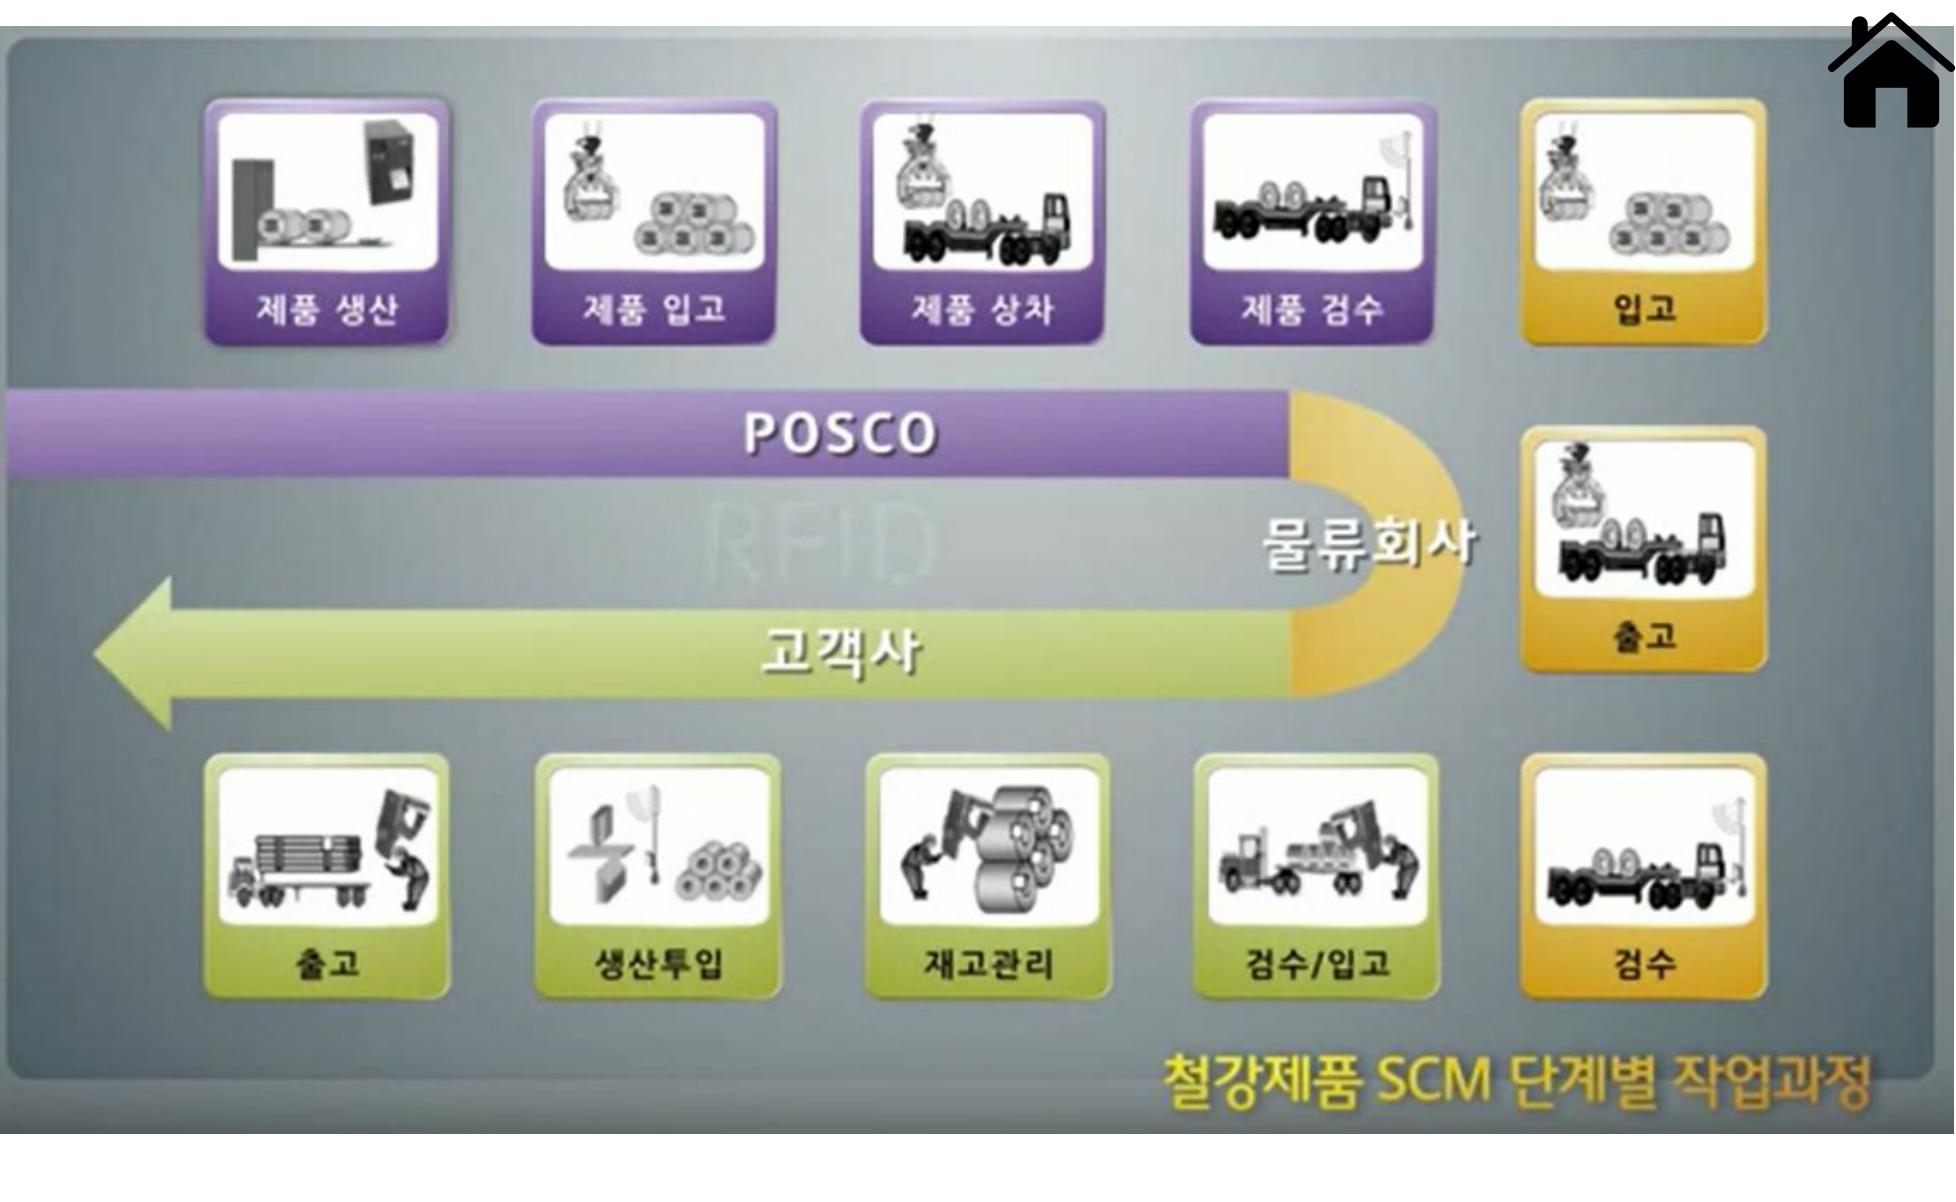 제품 생산
제품 입고
제품 상차
제품 검수
입고
POSCO
RFID
물류회사
출고
고객사
출고
생산투입
재고관리
검수/입고
검수
철강제품 SCM 단계별 작업과정